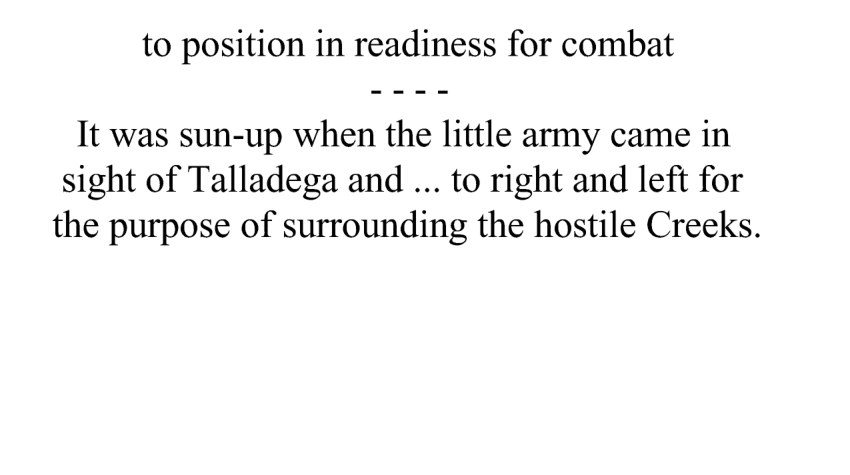 to position in readiness for combat
- - - -
It was sun-up when the little army came in
sight of Talladega and ... to right and left for
the purpose of surrounding the hostile Creeks.